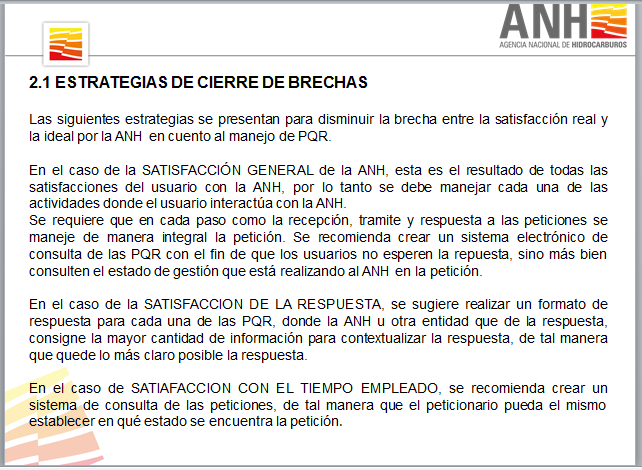 ANH
AGENCIA NACIONAL DE HIDROCARBUROS
2.1 ESTRATEGIAS DE CIERRE DE BRECHAS
Las siguientes estrategias se presentan para disminuir la brecha entre la satisfacción real y
la ideal por la ANH en cuento al manejo de PQR.
En el caso de la SATISFACCIÓN GENERAL de la ANH, esta es el resultado de todas las
satisfacciones del usuario con la ANH, por lo tanto se debe manejar cada una de las
actividades donde el usuario interactúa con la ANH.
Se requiere que en cada paso como la recepción, tramite y respuesta a las peticiones se
maneje de manera integral la petición. Se recomienda crear un sistema electrónico de
consulta de las PQR con el fin de que los usuarios no esperen la repuesta, sino más bien
consulten el estado de gestión que está realizando al ANH en la petición.
En el caso de la SATISFACCION DE LA RESPUESTA, se sugiere realizar un formato de
respuesta para cada una de las PQR, donde la ANH u otra entidad que de la respuesta,
consigne la mayor cantidad de información para contextualizar la respuesta, de tal manera
que quede lo más claro posible la respuesta.
En el caso de SATIAFACCION CON EL TIEMPO EMPLEADO, se recomienda crear un
sistema de consulta de las peticiones, de tal manera que el peticionario pueda el mismo
establecer en qué estado se encuentra la petición.